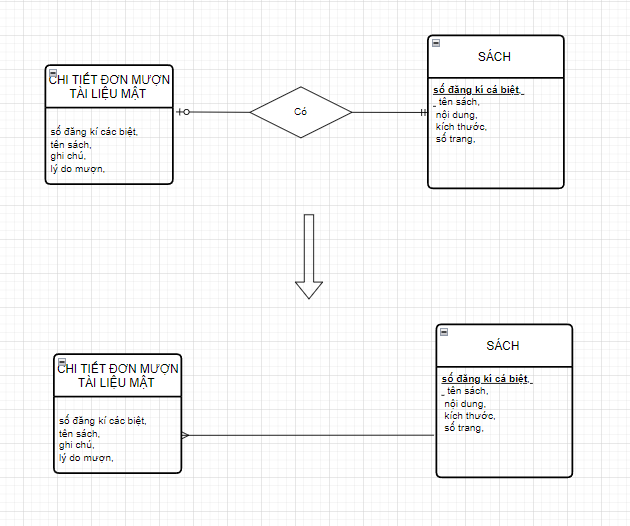 CHI TIẾT ĐƠN MƯỢN
TÀI LIỆU MẬT
số đăng kí các biệt,
tên sách,
ghi chú,
lý do mượn,
Có
SÁCH
số đăng kí cá biệt,
tên sách,
nội dung,
kích thước,
số trang,
CHI TIẾT ĐƠN MƯỢN
TÀI LIỆU MẬT
số đăng kí các biệt,
tên sách,
ghi chú,
lý do mượn,
SÁCH
số đăng kí cá biệt,
tên sách,
nội dung,
kích thước,
số trang,